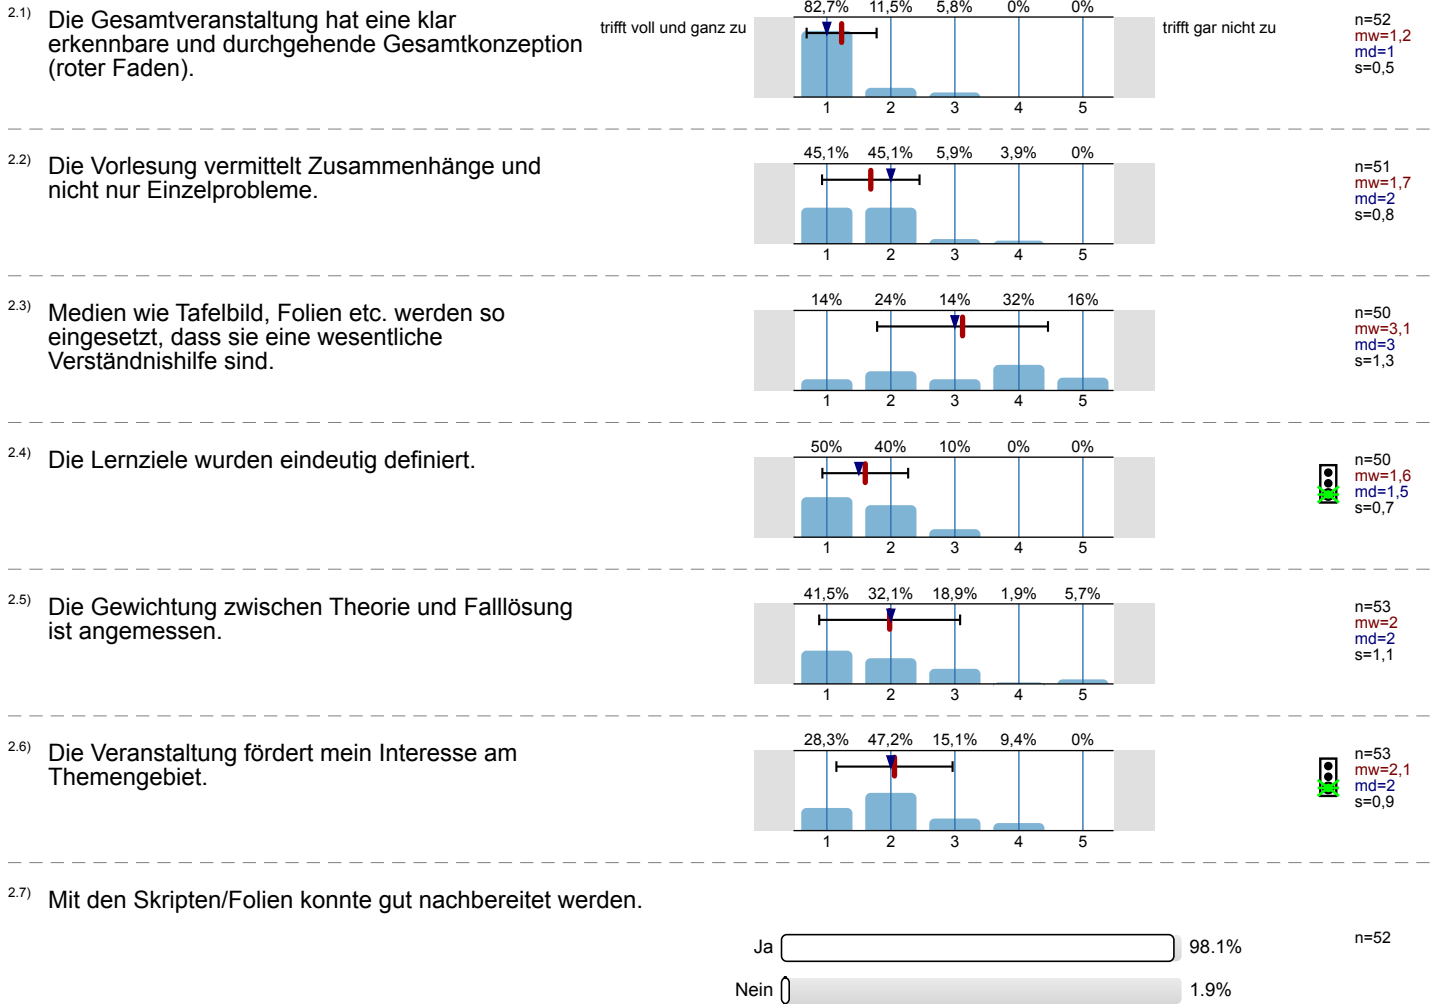 2.1) Die Gesamtveranstaltung hat eine klar
erkennbare und durchgehende Gesamtkonzeption
(roter Faden).
trifft voll und ganz zu
82,7% 11,5% 5,8% 0% 0%
1 2 3 4 5
trifft gar nicht zu
n=52
mw=1,2
md=1
s=0,5
2.2) Die Vorlesung vermittelt Zusammenhänge und
nicht nur Einzelprobleme.
45,1% 45,1% 5,9% 3,9% 0%
1 2 3 4 5
n=51
mw=1,7
md=2
s=0,8
2.3) Medien wie Tafelbild, Folien etc. werden so
eingesetzt, dass sie eine wesentliche
Verständnishilfe sind.
14% 24% 14% 32% 16%
1 2 3 4 5
n=50
mw=3,1
md=3
s=1,3
2.4) Die Lernziele wurden eindeutig definiert.
50% 40% 10% 0% 0%
1 2 3 4 5
n=50
mw=1,6
md=1,5
s=0,7
2.5) Die Gewichtung zwischen Theorie und Falllösung
ist angemessen.
41,5% 32,1% 18,9% 1,9% 5,7%
1 2 3 4 5
n=53
mw=2
md=2
s=1,1
2.6) Die Veranstaltung fördert mein Interesse am
Themengebiet.
28,3% 47,2% 15,1% 9,4% 0%
1 2 3 4 5
n=53
mw=2,1
md=2
s=0,9
2.7) Mit den Skripten/Folien konnte gut nachbereitet werden.
Ja 98.1%
n=52
Nein 1.9%